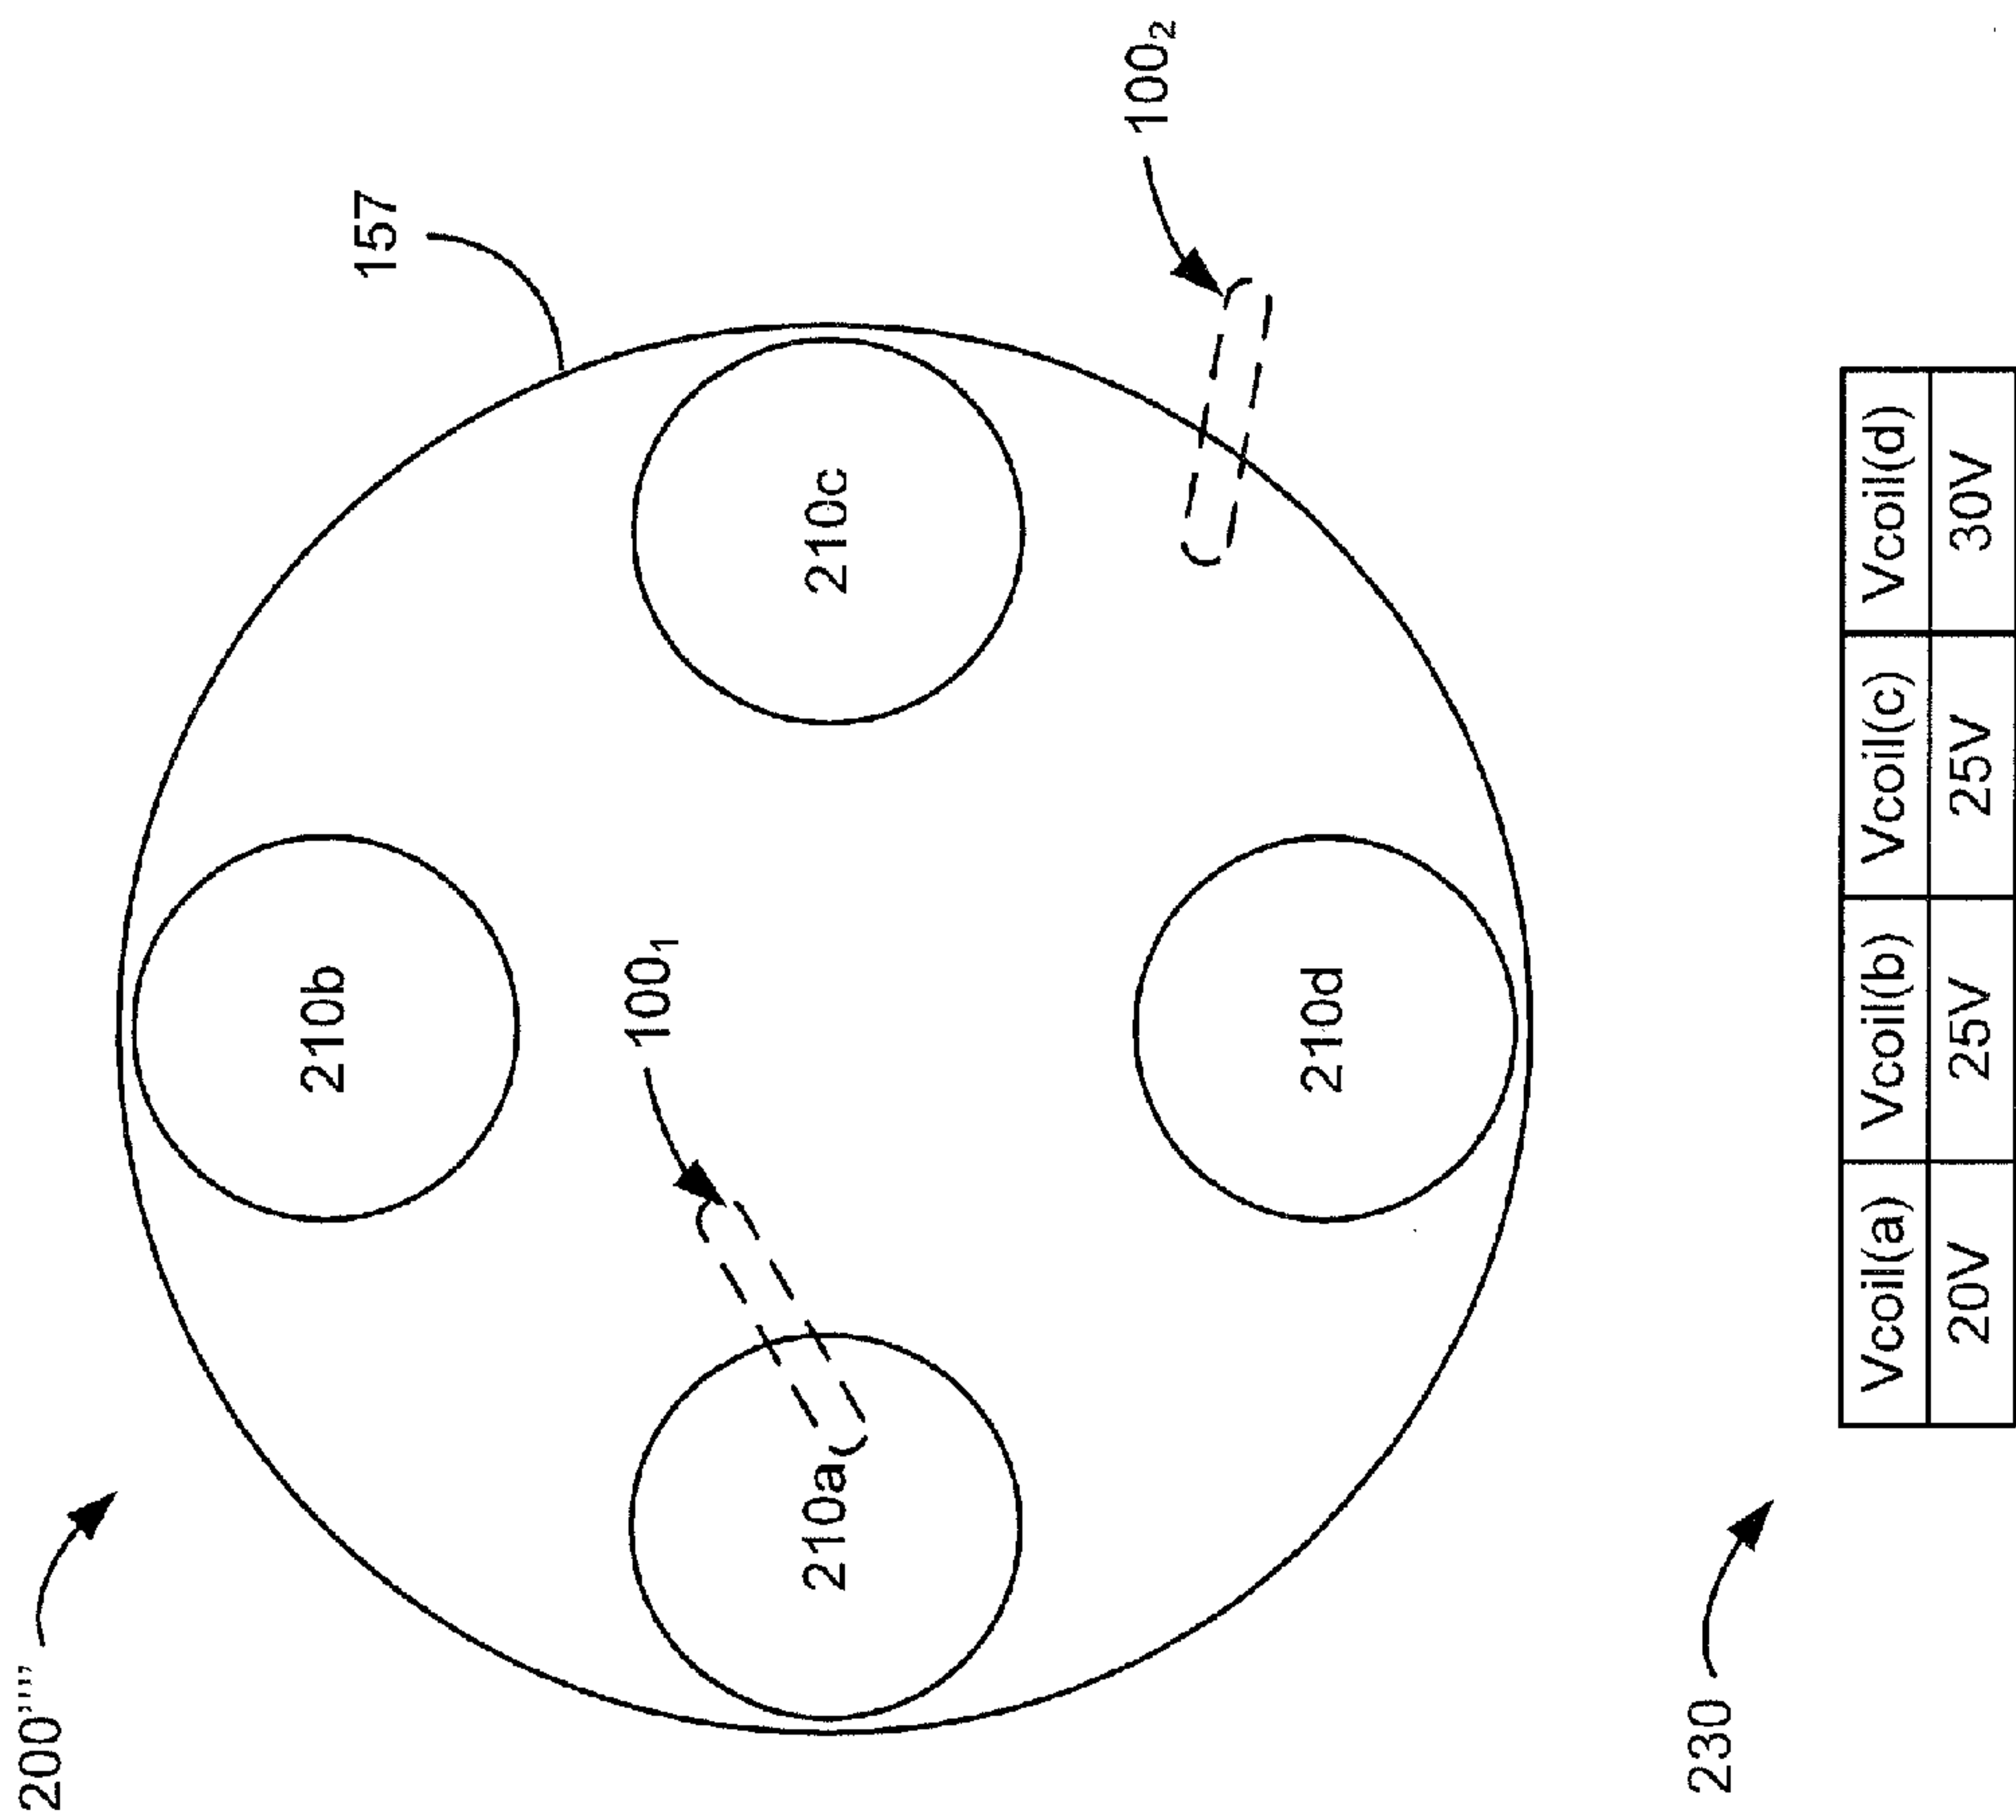 200'''''
210b
157
100₁
210a
210c
100₂
210d
230
Vcoil(a) Vcoil(b) Vcoil(c) Vcoil(d)
20V 25V 25V 30V